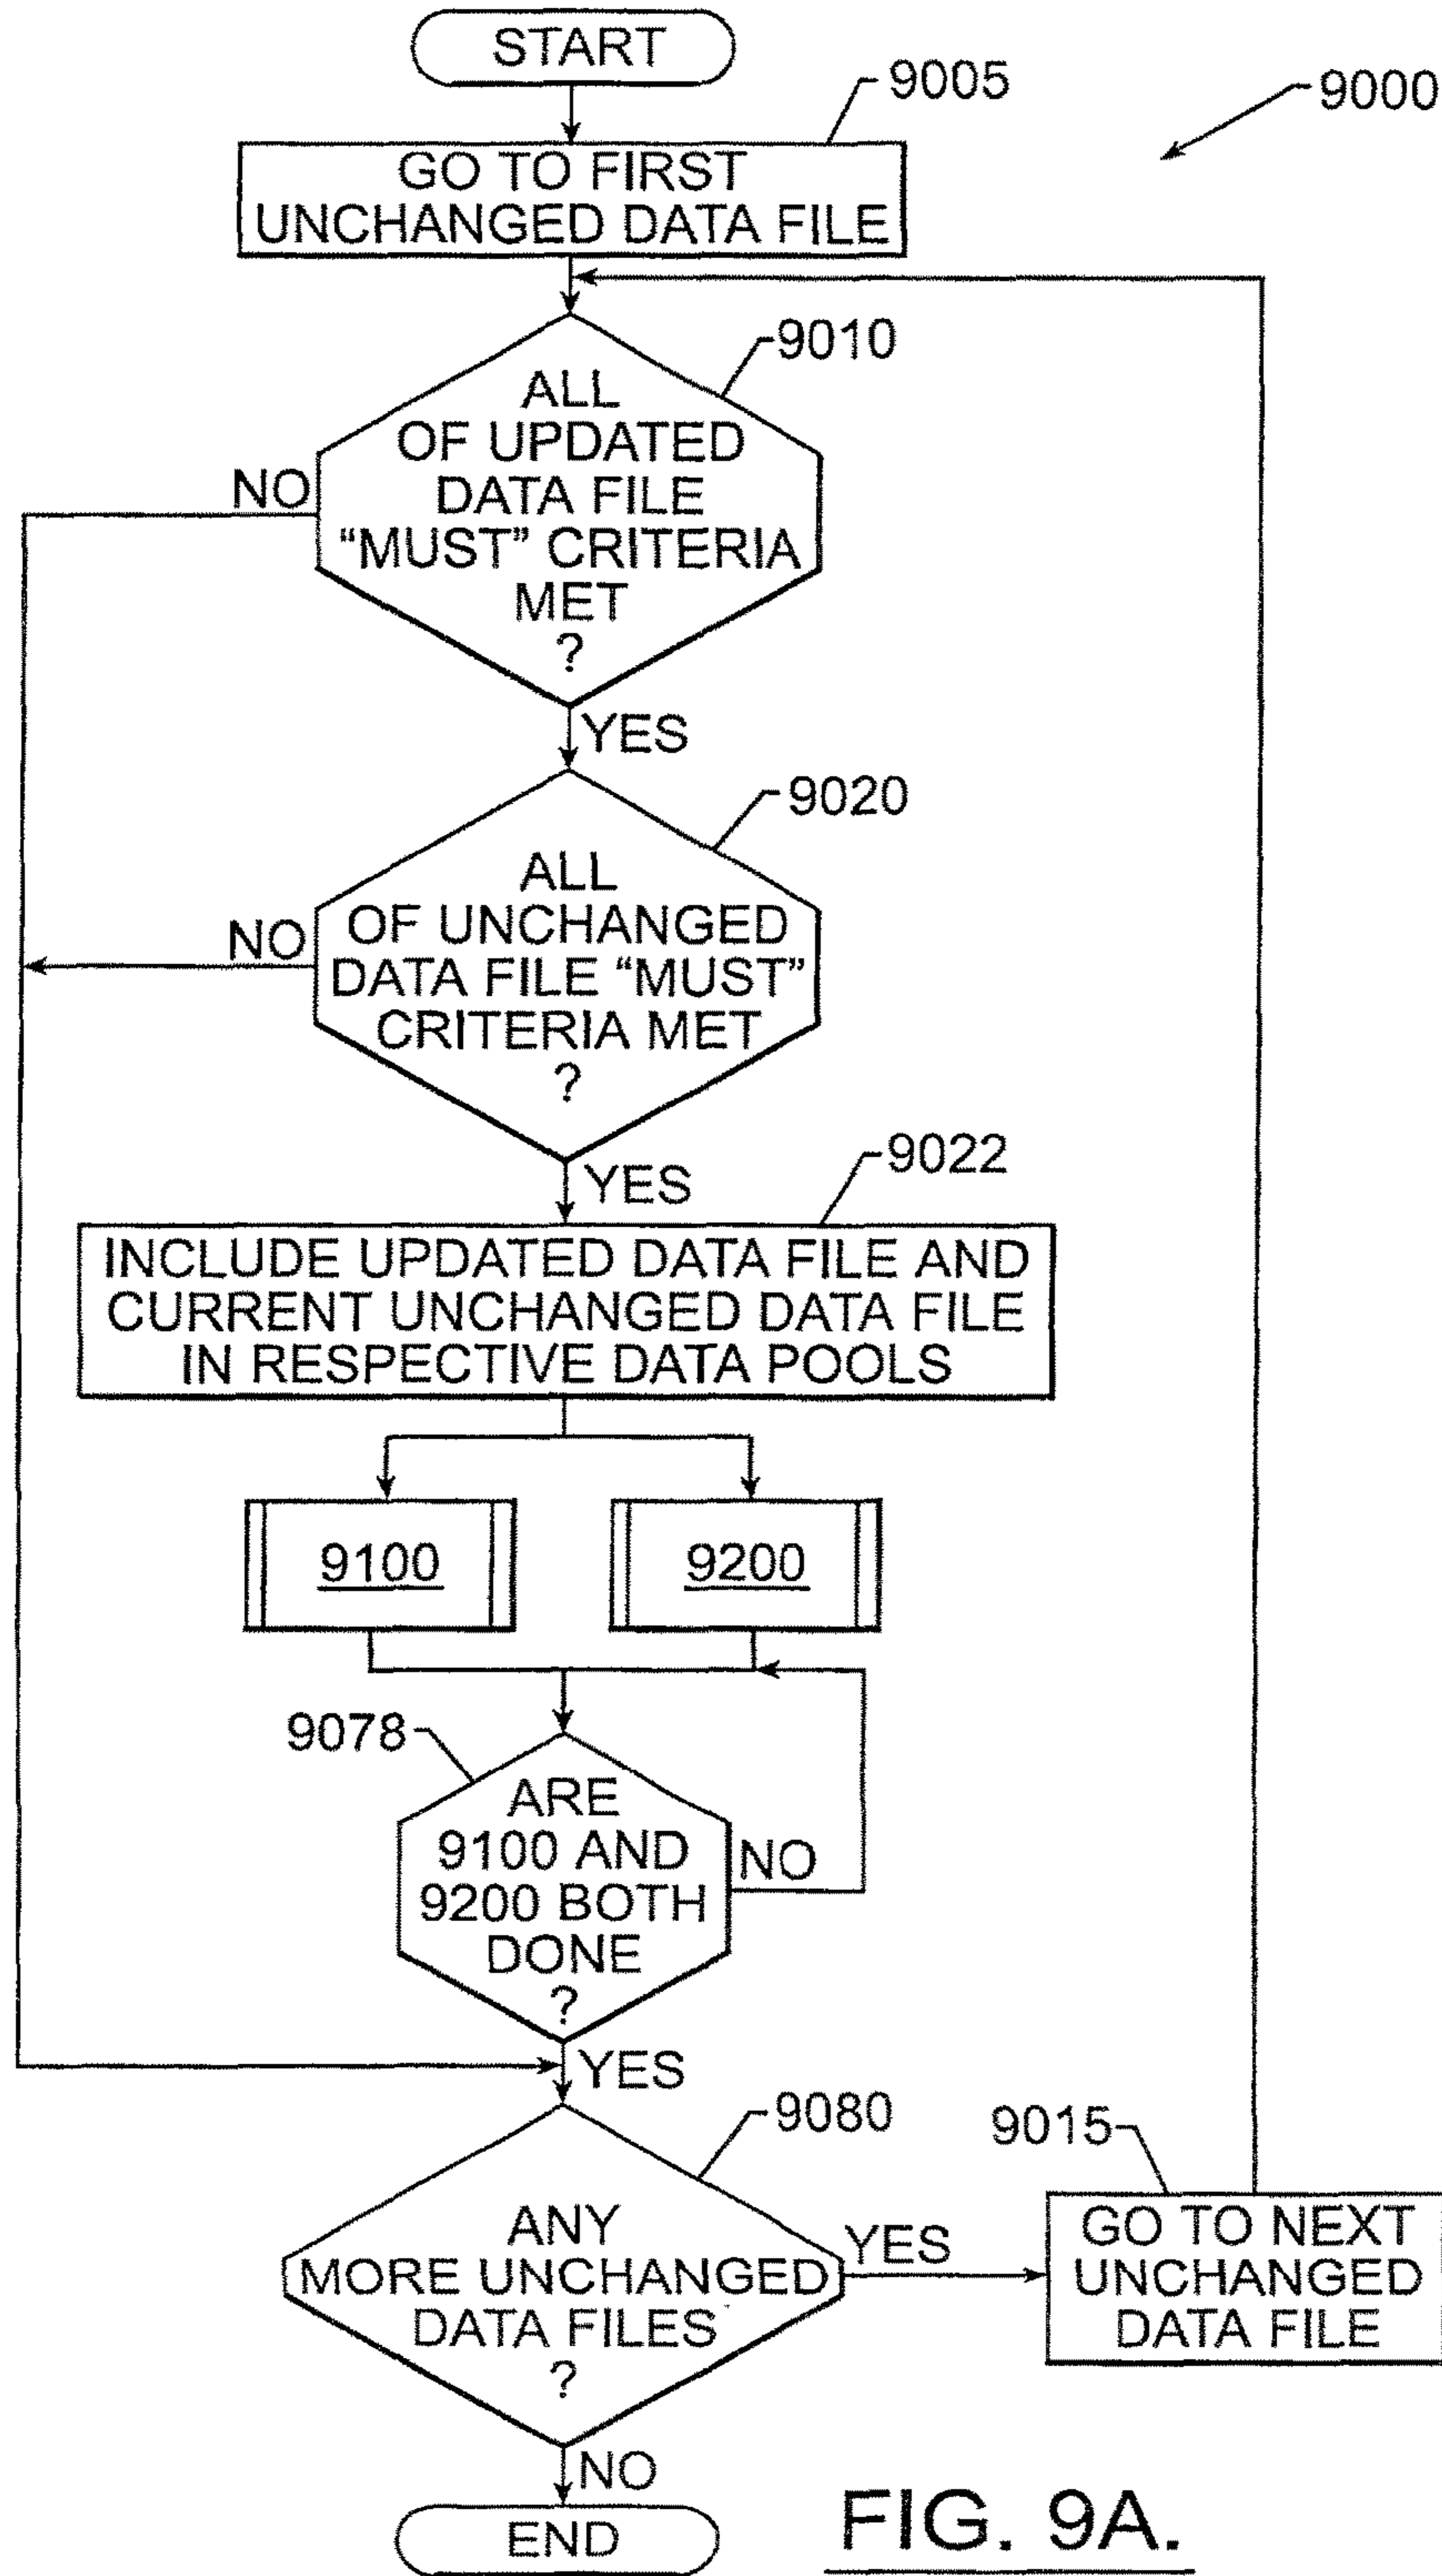 START
9005
9000
GO TO FIRST
UNCHANGED DATA FILE
9010
ALL
OF UPDATED
DATA FILE
“MUST” CRITERIA
MET
?
NO
YES
9020
ALL
OF UNCHANGED
DATA FILE “MUST”
CRITERIA MET
?
NO
YES
9022
INCLUDE UPDATED DATA FILE AND
CURRENT UNCHANGED DATA FILE
IN RESPECTIVE DATA POOLS
9100
9200
9078
ARE
9100 AND
9200 BOTH
DONE
?
NO
YES
9080
ANY
MORE UNCHANGED
DATA FILES
?
YES
9015
GO TO NEXT
UNCHANGED
DATA FILE
NO
END
FIG. 9A.